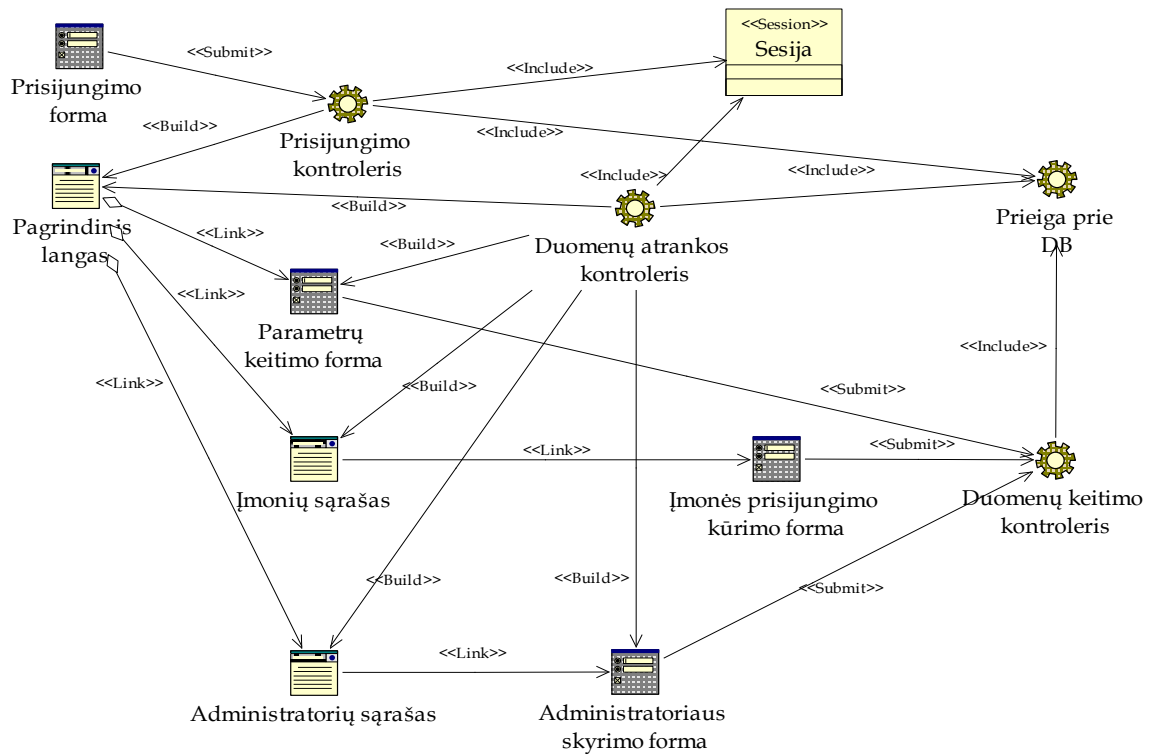 <<Session>>
Sesija
<<Submit>>
<<Include>>
Prisijungimo
forma
<<Build>>
<<Include>>
Prisijungimo
kontroleris
<<Include>>
<<Include>>
<<Build>>
Pagrindinis
langas
<<Link>>
<<Build>>
Duomenų atrankos
kontroleris
Prieiga prie
DB
<<Link>>
Parametrų
keitimo forma
<<Include>>
<<Link>>
<<Build>>
<<Submit>>
<<Link>>
<<Submit>>
Įmonių sąrašas
Įmonės prisijungimo
kūrimo forma
Duomenų keitimo
kontroleris
<<Build>>
<<Build>>
<<Submit>>
<<Link>>
Administratorių sąrašas
Administratoriaus
skyrimo forma